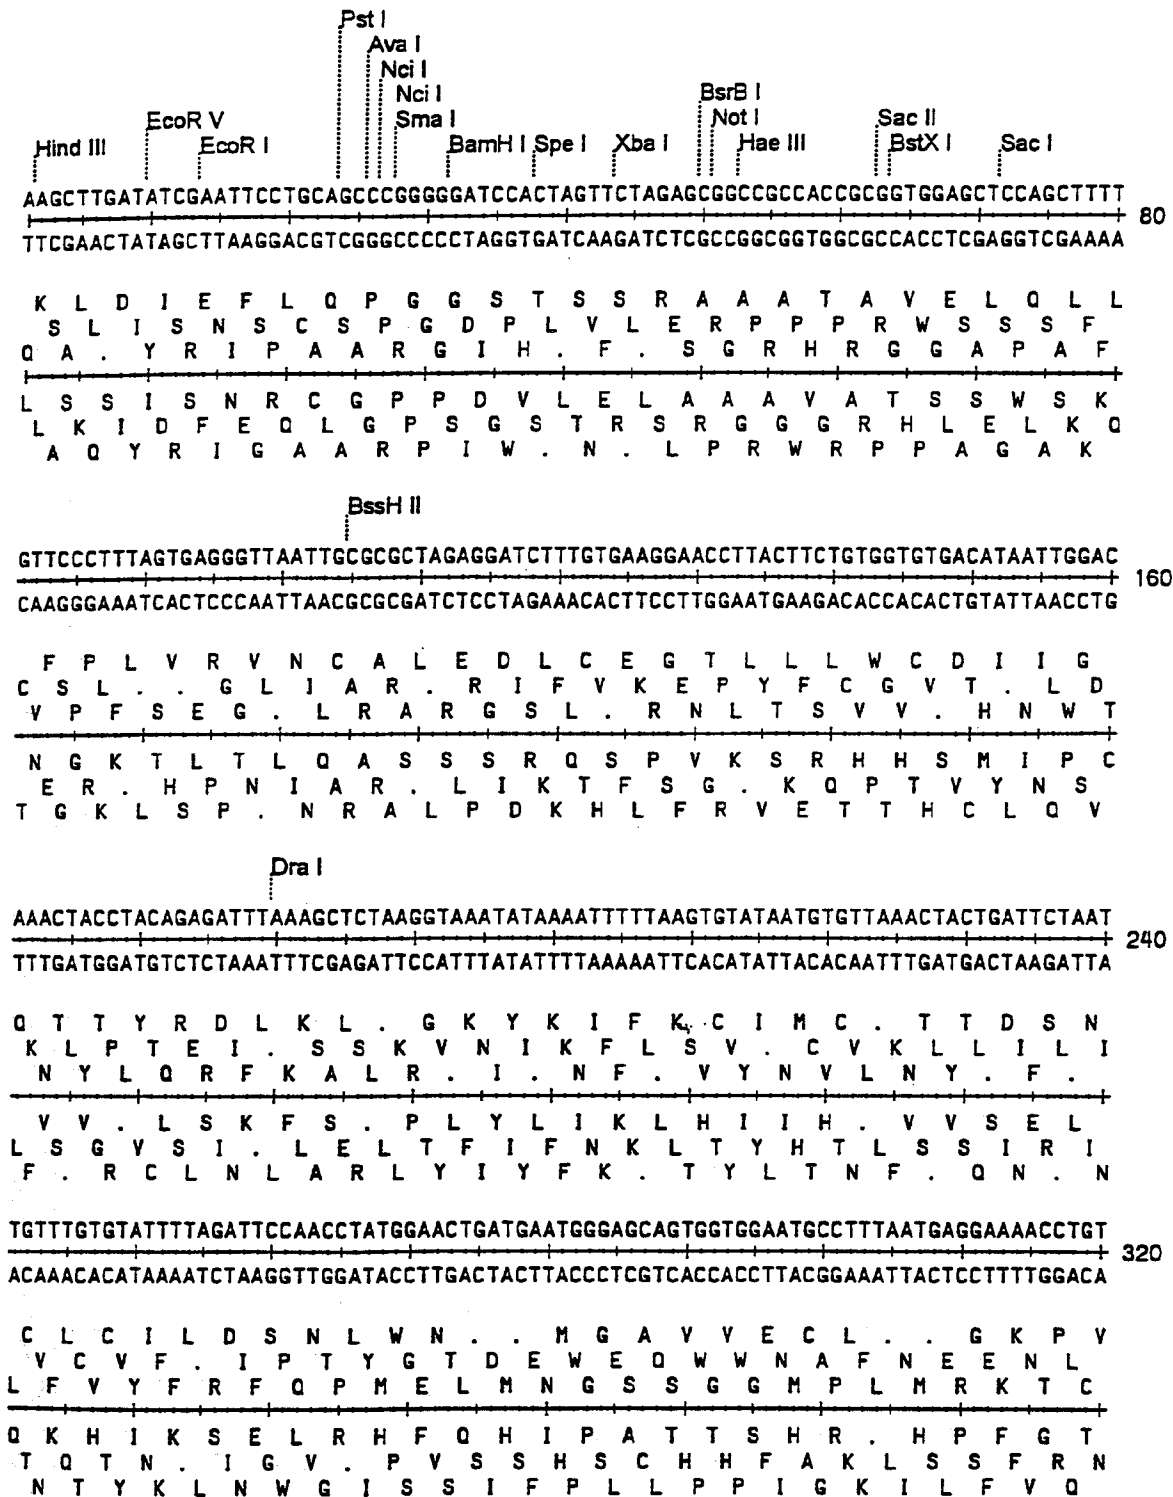 Pst I
Ava I
Nci I
Nci I
BsrB I
EcoR V
Sma I
Not I
Sac II
Hind III
EcoR I
BamH I
Spe I
Xba I
Hae III
BstX I
Sac I
AAGCTTGATATCGAATTCCTGCAGCCCGGGGGATCCACTAGTTCTAGAGCGGCCGCCACCGCGGTGGAGCTCCAGCTTTT
80
TTCGAACTATAGCTTAAGGACGTCGGGCCCCCTAGGTGATCAAGATCTCGCCGGCGGTGGCGCCACCTCGAGGTCGAAAA
K L D I E F L Q P G G S T S S R A A A T A V E L Q L L
S L I S N S C S P G D P L V L E R P P P R W S S S F
Q A . Y R I P A A R G I H . F . S G R H R G G A P A F
L S S I S N R C G P P D V L E L A A A V A T S S W S K
L K I D F E Q L G P S G S T R S R G G G R H L E L K Q
A Q Y R I G A A R P I W . N . L P R W R P P A G A K
BssH II
GTTCCCTTTAGTGAGGGTTAATTGCGCGCTAGAGGATCTTTGTGAAGGAACCTTACTTCTGTGGTGTGACATAATTGGAC
160
CAAGGGAAATCACTCCCAATTAACGCGCGATCTCCTAGAAACACTTCCTTGGAATGAAGACACCACACTGTATTAACCTG
F P L V R V N C A L E D L C E G T L L L W C D I I G
C S L . . G L I A R . R I F V K E P Y F C G V T . L D
V P F S E G . L R A R G S L . R N L T S V V . H N W T
N G K T L T L Q A S S S R Q S P V K S R H H S M I P C
E R . H P N I A R . L I K T F S G . K Q P T V Y N S
T G K L S P . N R A L P D K H L F R V E T T H C L Q V
Dra I
AAACTACCTACAGAGATTTAAAGCTCTAAGGTAAATATAAAATTTTTAAGTGTATAATGTGTTAAACTACTGATTCTAAT
240
TTTGATGGATGTCTCTAAATTTCGAGATTCCATTTATATTTTAAAAATTCACATATTACACAATTTGATGACTAAGATTA
Q T T Y R D L K L . G K Y K I F K C I M C . T T D S N
K L P T E I . S S K V N I K F L S V . C V K L L I L I
N Y L Q R F K A L R . I . N F . V Y N V L N Y . F .
V V . L S K F S . P L Y L I K L H I I H . V V S E L
L S G V S I . L E L T F I F N K L T Y H T L S S I R I
F . R C L N L A R L Y I Y F K . T Y L T N F . Q N . N
TGTTTGTGTATTTTAGATTCCAACCTATGGAACTGATGAATGGGAGCAGTGGTGGAATGCCTTTAATGAGGAAAACCTGT
320
ACAAACACATAAAATCTAAGGTTGGATACCTTGACTACTTACCCTCGTCACCACCTTACGGAAATTACTCCTTTTGGACA
C L C I L D S N L W N . . M G A V V E C L . . G K P V
V C V F . I P T Y G T D E W E Q W W N A F N E E N L
L F V Y F R F Q P M E L M N G S S G G M P L M R K T C
Q K H I K S E L R H F Q H I P A T T S H R . H P F G T
T Q T N . I G V . P V S S H S C H H F A K L S S F R N
N T Y K L N W G I S S I F P L L P P I G K I L F V Q